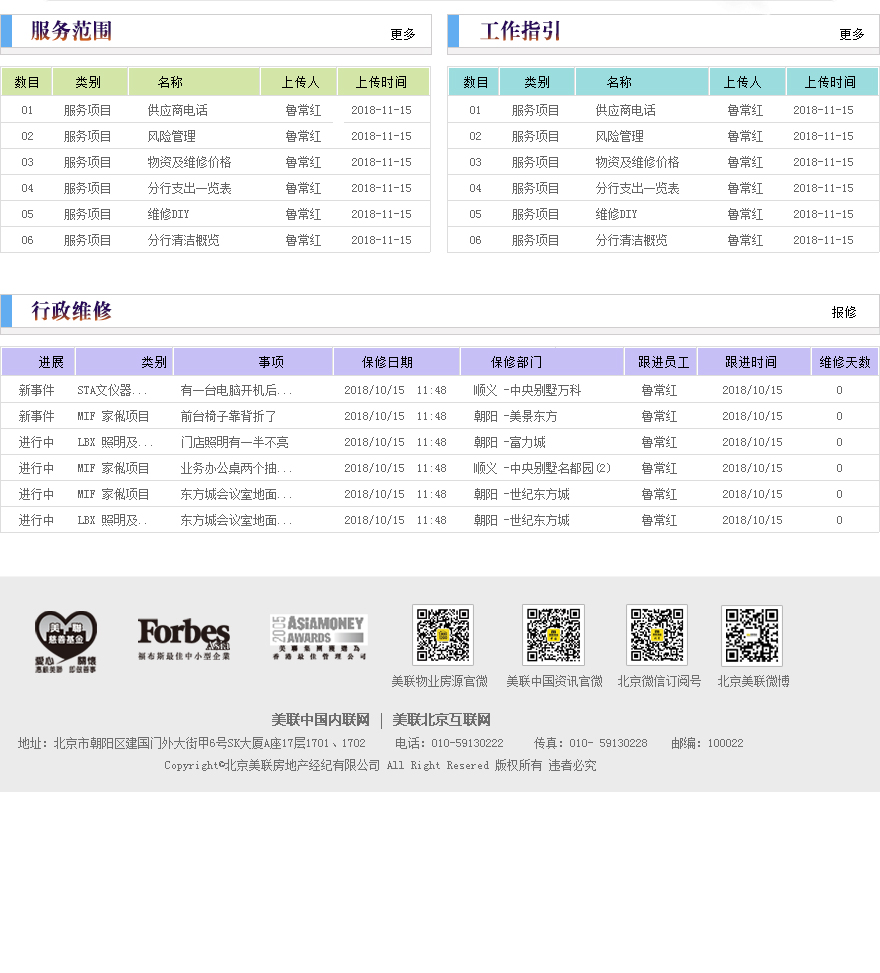 服务范围 更多
数目 类别 名称 上传人 上传时间
01 服务项目 供应商电话 鲁常红 2018-11-15
02 服务项目 风险管理 鲁常红 2018-11-15
03 服务项目 物资及维修价格 鲁常红 2018-11-15
04 服务项目 分行支出一览表 鲁常红 2018-11-15
05 服务项目 维修DIY 鲁常红 2018-11-15
06 服务项目 分行清洁概览 鲁常红 2018-11-15
工作指引 更多
数目 类别 名称 上传人 上传时间
01 服务项目 供应商电话 鲁常红 2018-11-15
02 服务项目 风险管理 鲁常红 2018-11-15
03 服务项目 物资及维修价格 鲁常红 2018-11-15
04 服务项目 分行支出一览表 鲁常红 2018-11-15
05 服务项目 维修DIY 鲁常红 2018-11-15
06 服务项目 分行清洁概览 鲁常红 2018-11-15
行政维修 报修
进展 类别 事项 保修日期 保修部门 跟进员工 跟进时间 维修天数
新事件 STA文仪器... 有一台电脑开机后... 2018/10/15 11:48 顺义 -中央别墅万科 鲁常红 2018/10/15 0
新事件 MIF 家俬项目 前台椅子靠背折了 2018/10/15 11:48 朝阳 -美景东方 鲁常红 2018/10/15 0
进行中 LBX 照明及... 门店照明有一半不亮 2018/10/15 11:48 朝阳 -富力城 鲁常红 2018/10/15 0
进行中 MIF 家俬项目 业务办公桌两个抽... 2018/10/15 11:48 顺义 -中央别墅名都园(2) 鲁常红 2018/10/15 0
进行中 MIF 家俬项目 东方城会议室地面... 2018/10/15 11:48 朝阳 -世纪东方城 鲁常红 2018/10/15 0
进行中 LBX 照明及.. 东方城会议室地面... 2018/10/15 11:48 朝阳 -世纪东方城 鲁常红 2018/10/15 0
美聯
慈善基金
愛心 關懷
惠顧美聯 即做善事
Forbes
Asia
福布斯最佳中小型企業
2005 ASIAMONEY
AWARDS
美聯集團獲選為
香港最佳管理公司
美联物业房源官微 美联中国资讯官微 北京微信订阅号 北京美联微博
美联中国内联网 | 美联北京互联网
地址：北京市朝阳区建国门外大街甲6号SK大厦A座17层1701、1702 电话：010-59130222 传真：010- 59130228 邮编：100022
Copyright©北京美联房地产经纪有限公司 All Right Resered 版权所有 违者必究